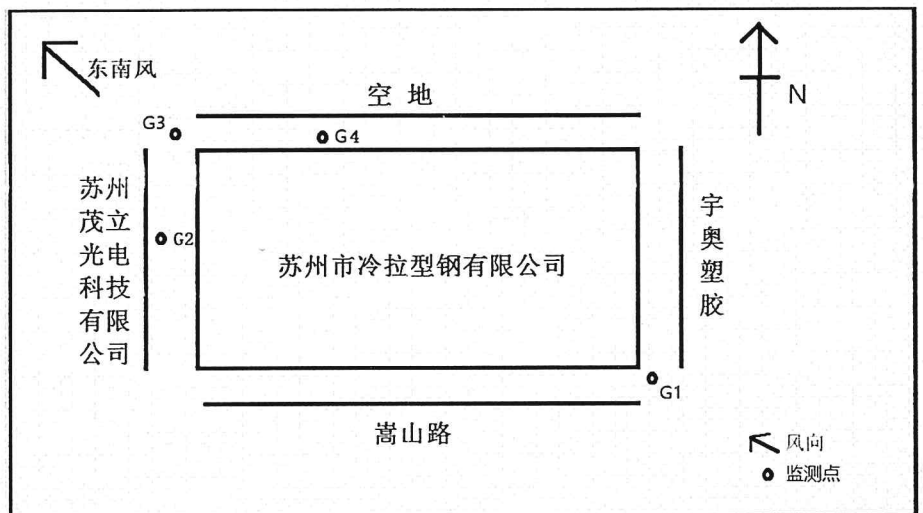 东南风
空 地
N
G3
G4
苏州
茂立
光电
科技
有限
公司
G2
苏州市冷拉型钢有限公司
宇奥塑胶
G1
嵩山路
风向
监测点